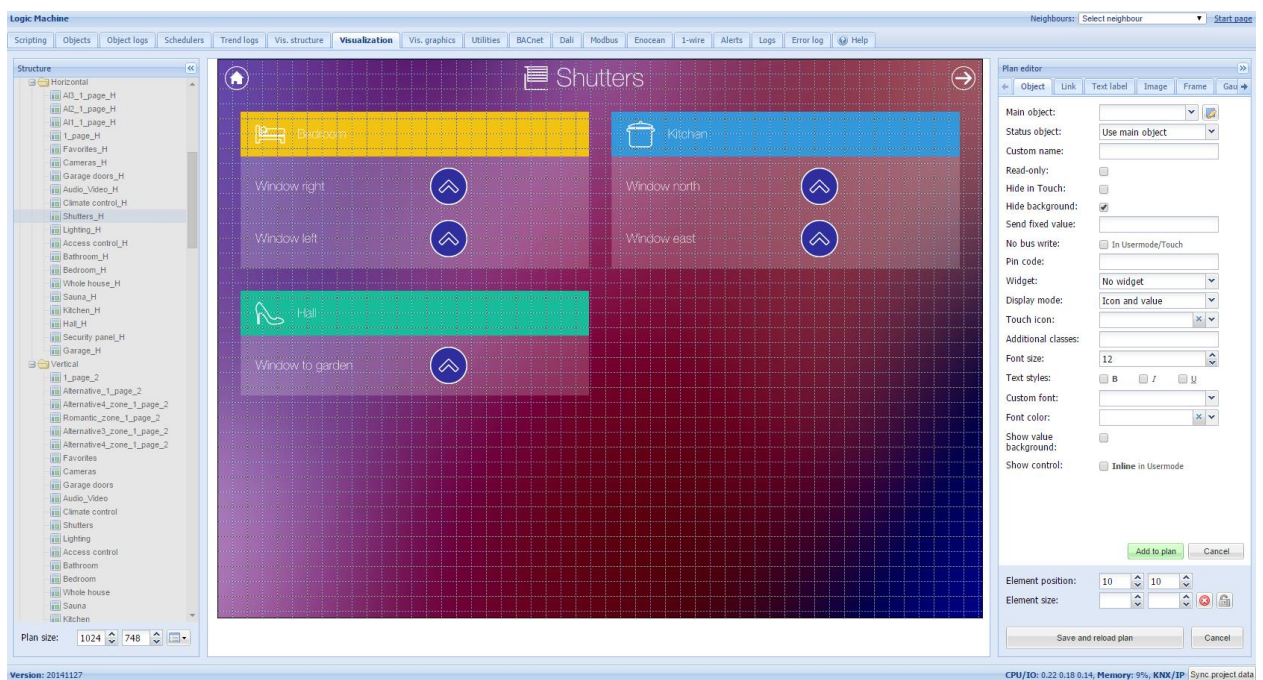 Logic Machine
Neighbours: Select neighbour Start page
Scripting Objects Object logs Schedulers Trend logs Vis. structure Visualization Vis. graphics Utilities BACnet Dali Modbus Enocean 1-wire Alerts Logs Error log Help
Structure
Horizontal
AI3_1_page_H
AI2_1_page_H
AI1_1_page_H
1_page_H
Favorites_H
Cameras_H
Garage doors_H
Audio_Video_H
Climate control_H
Shutters_H
Lighting_H
Access control_H
Bathroom_H
Bedroom_H
Whole house_H
Sauna_H
Kitchen_H
Hall_H
Security panel_H
Garage_H
Vertical
1_page_2
Alternative_1_page_2
Alternative4_zone_1_page_2
Romantic_zone_1_page_2
Alternative3_zone_1_page_2
Alternative4_zone_1_page_2
Favorites
Cameras
Garage doors
Audio_Video
Climate control
Shutters
Lighting
Access control
Bathroom
Bedroom
Whole house
Sauna
Kitchen
Plan size: 1024 748
Shutters
Bedroom
Window right
Window left
Kitchen
Window north
Window east
Hall
Window to garden
Plan editor
Object Link Text label Image Frame Gau
Main object:
Status object: Use main object
Custom name:
Read-only:
Hide in Touch:
Hide background:
Send fixed value:
No bus write: In Usermode/Touch
Pin code:
Widget: No widget
Display mode: Icon and value
Touch icon:
Additional classes:
Font size: 12
Text styles: B I U
Custom font:
Font color:
Show value
background:
Show control: Inline in Usermode
Add to plan Cancel
Element position: 10 10
Element size:
Save and reload plan Cancel
Version: 20141127
CPU/IO: 0.22 0.18 0.14, Memory: 9%, KNX/IP Sync project data